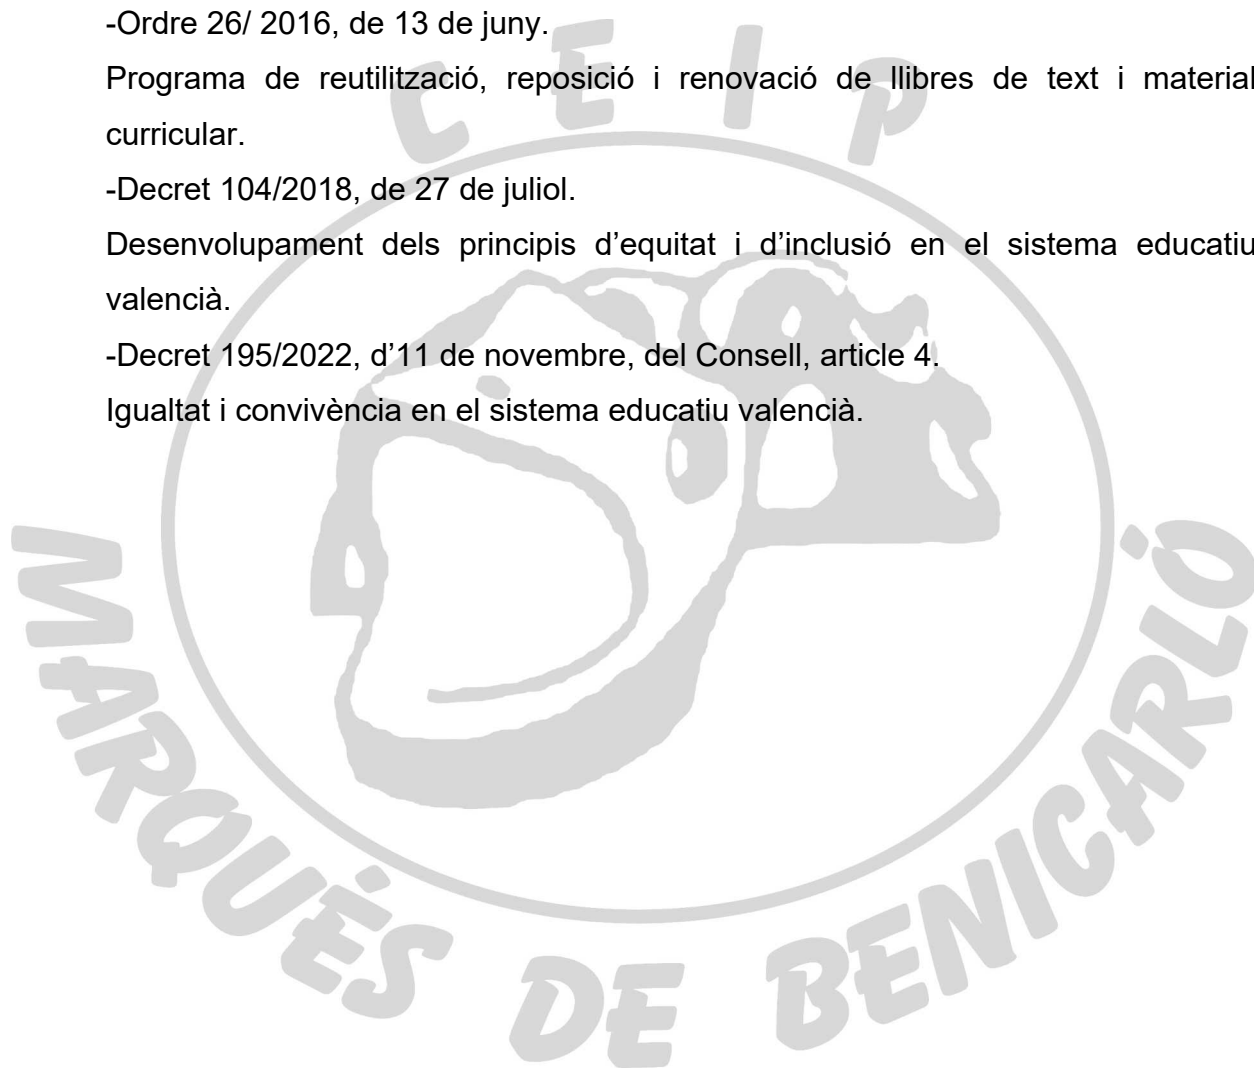 -Ordre 26/ 2016, de 13 de juny.
Programa de reutilització, reposició i renovació de llibres de text i material
curricular.
-Decret 104/2018, de 27 de juliol.
Desenvolupament dels principis d’equitat i d’inclusió en el sistema educatiu
valencià.
-Decret 195/2022, d’11 de novembre, del Consell, article 4.
Igualtat i convivència en el sistema educatiu valencià.
CEIP
MARQUÉS DE BENICARLÓ